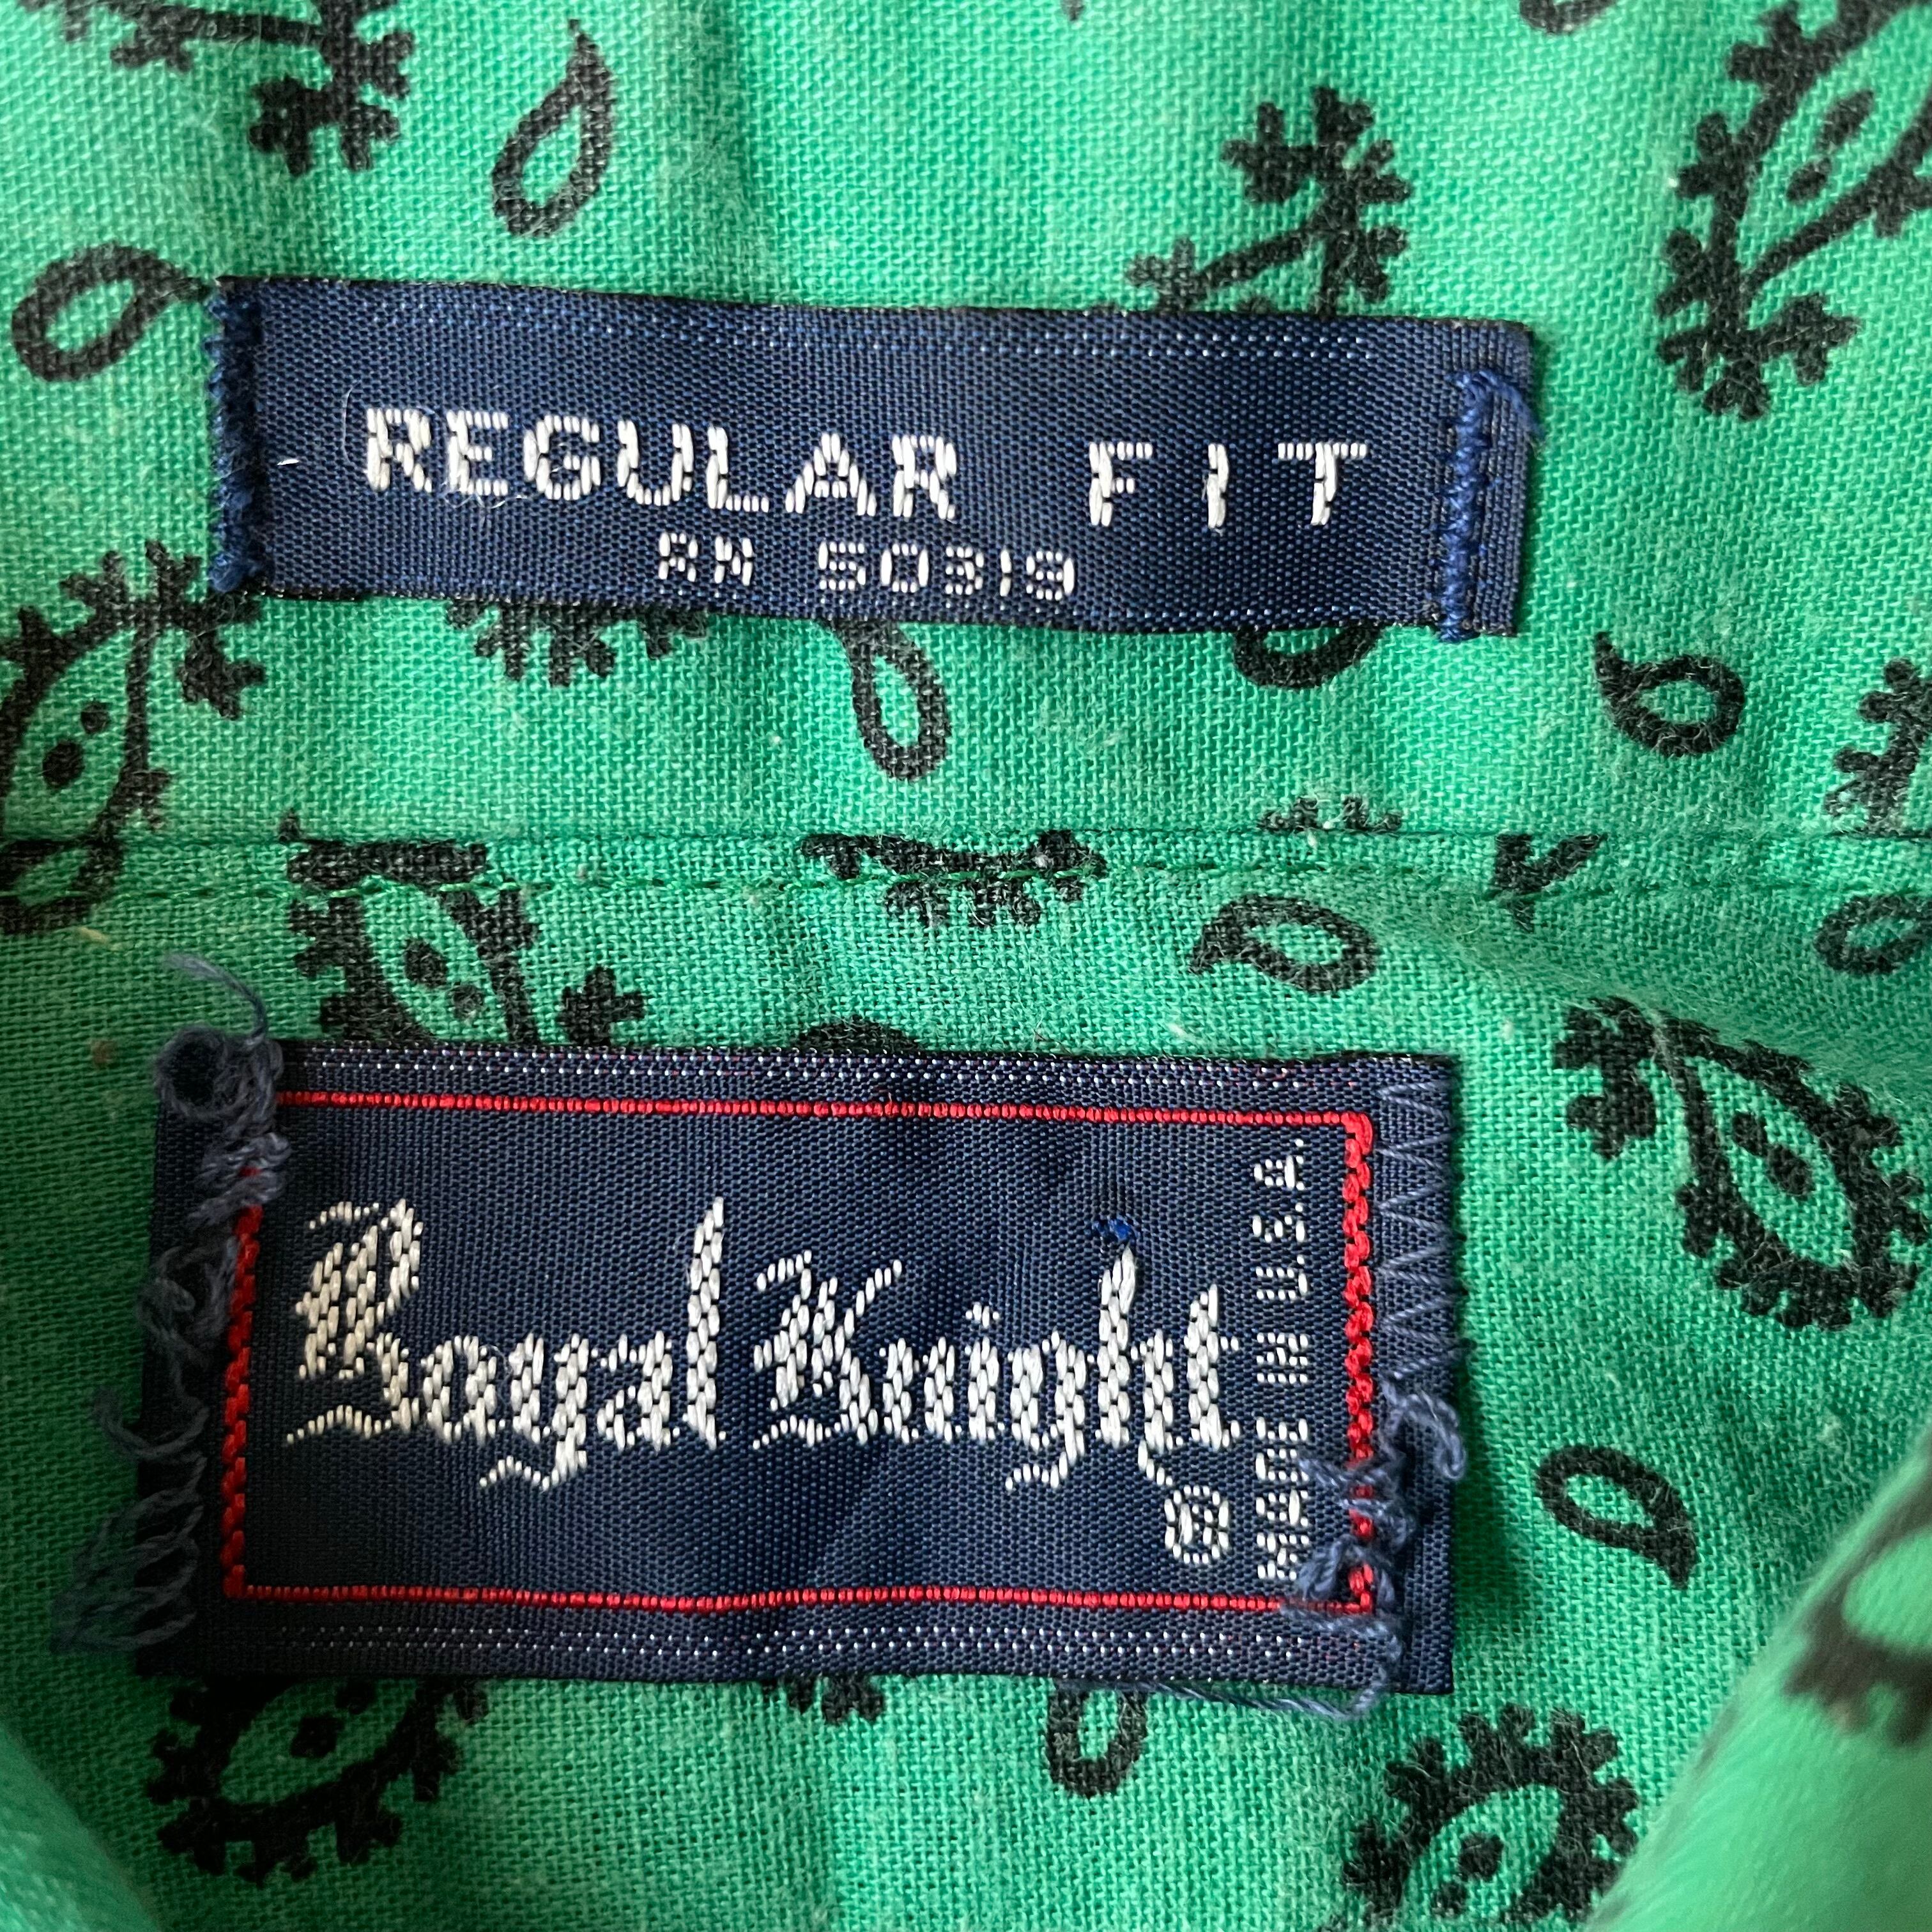 REGULAR FIT
RN 50319
Royal Knight
®
MADE IN U.S.A.